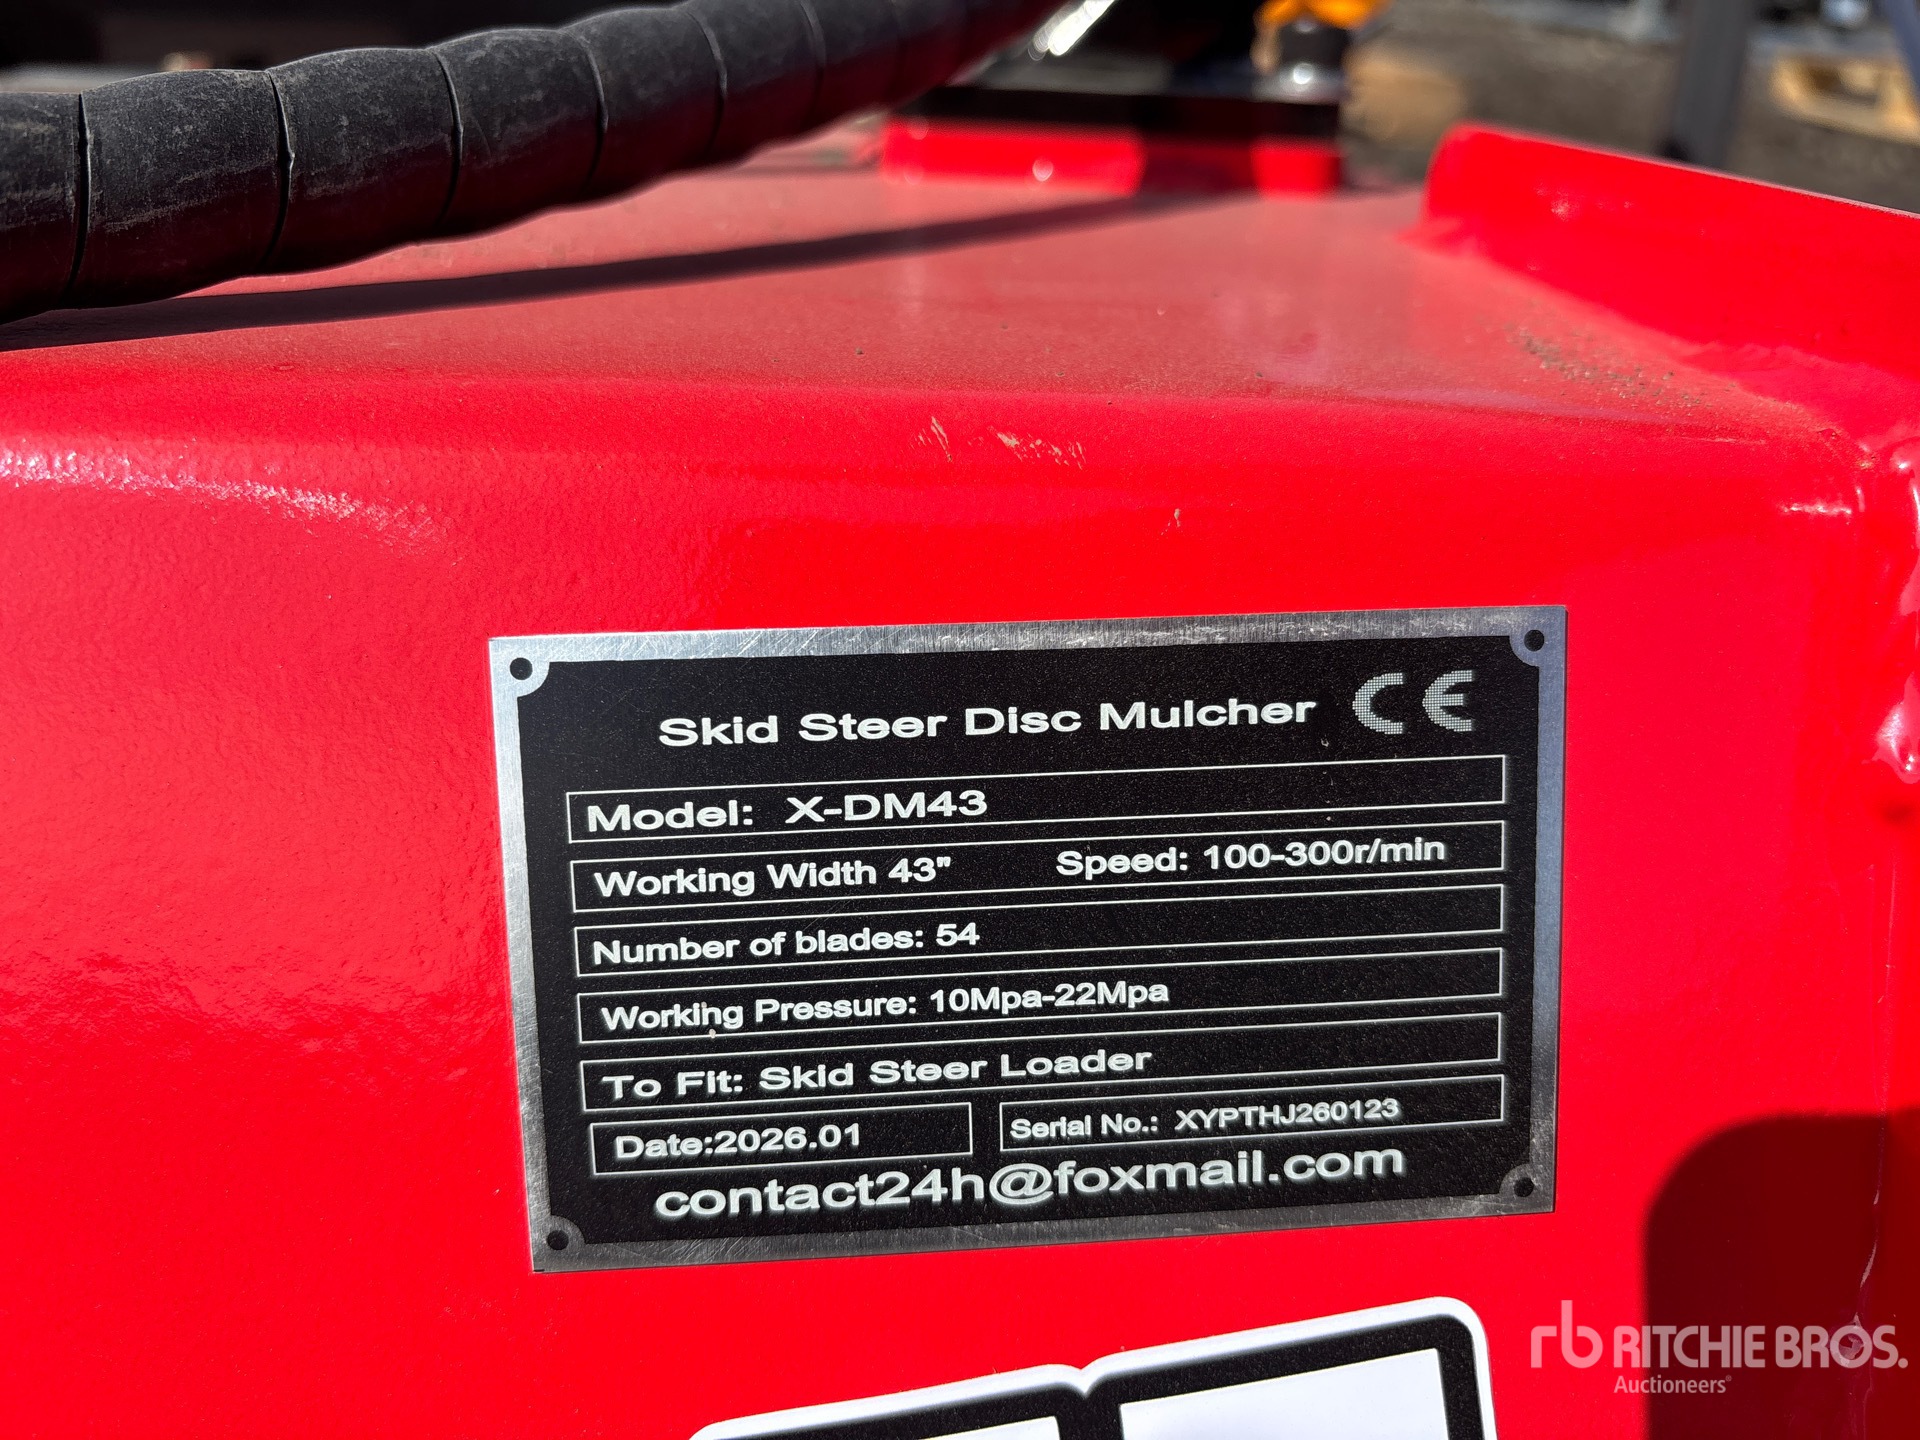 Skid Steer Disc Mulcher CE
Model: X-DM43
Working Width 43" Speed: 100-300r/min
Number of blades: 54
Working Pressure: 10Mpa-22Mpa
To Fit: Skid Steer Loader
Date:2026.01 Serial No.: XYPTHJ260123
contact24h@foxmail.com
rb RITCHIE BROS.
Auctioneers®